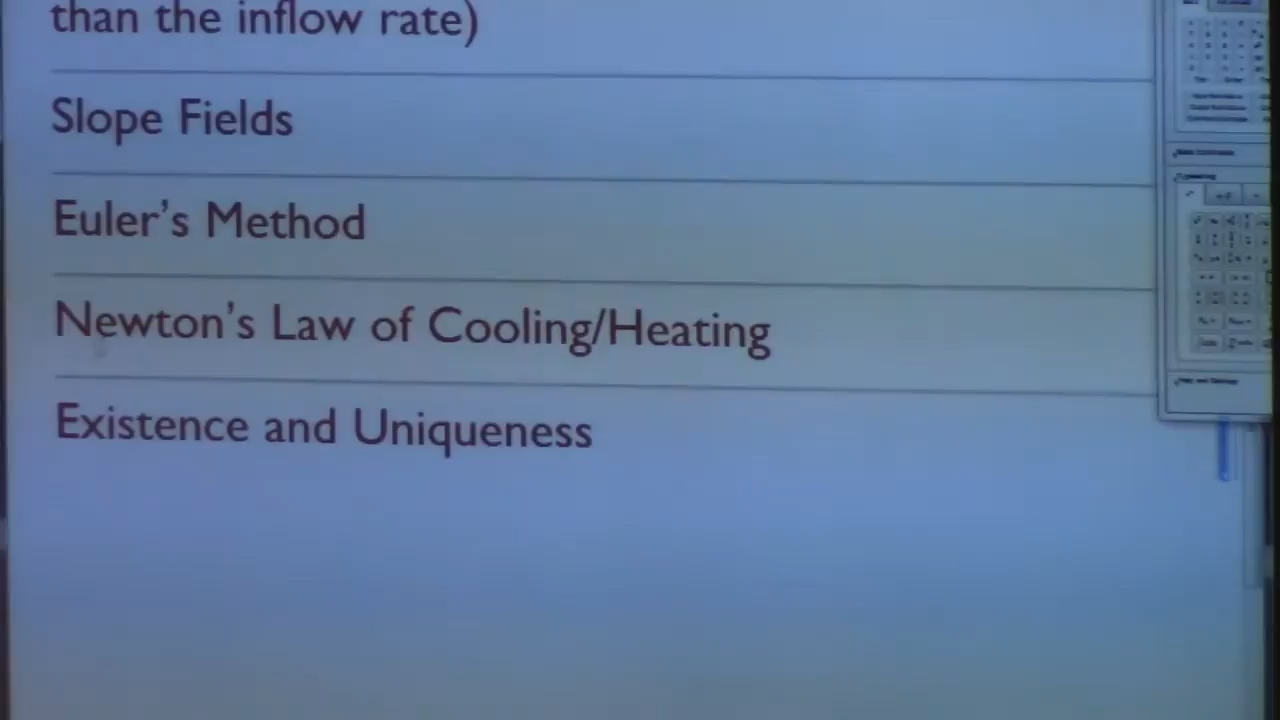 than the inflow rate)
Slope Fields
Euler's Method
Newton's Law of Cooling/Heating
Existence and Uniqueness